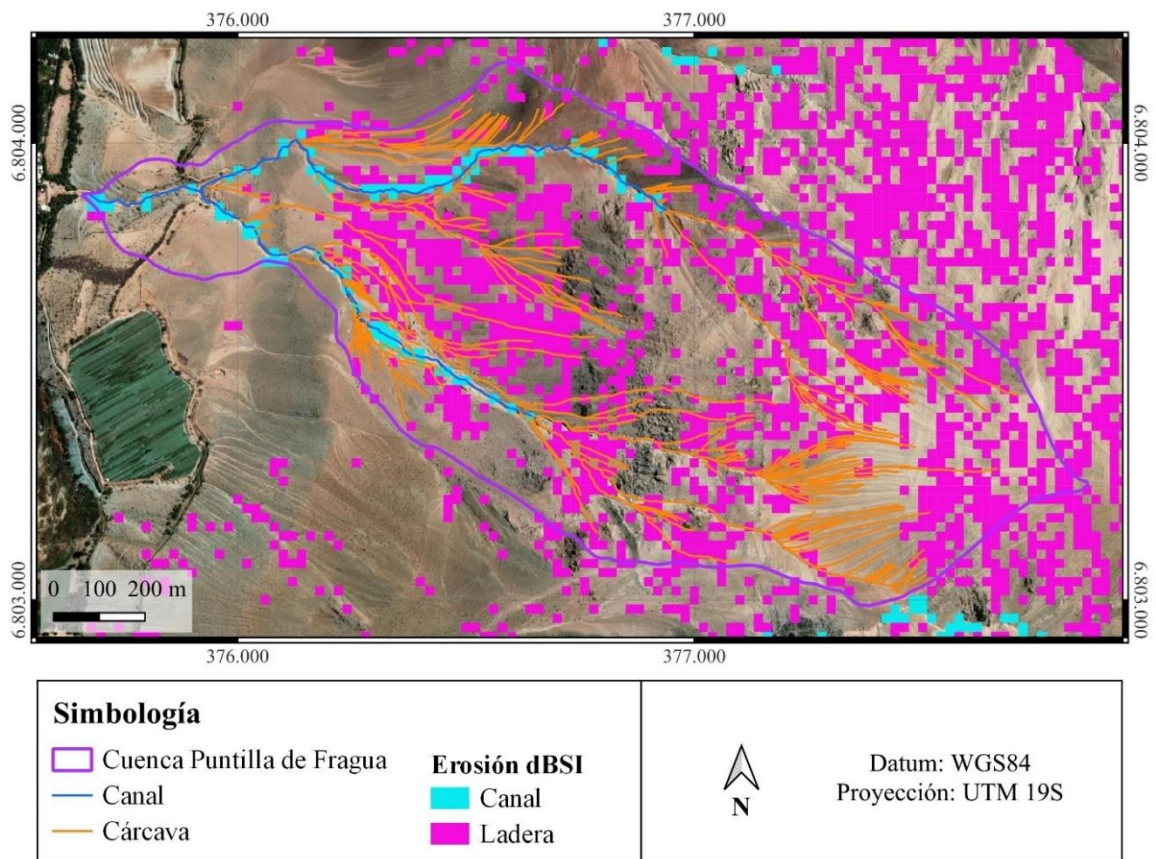 376.000 377.000
6.804.000 6.804.000
6.803.000 6.803.000
0 100 200 m
376.000 377.000
Simbología
Cuenca Puntilla de Fragua
Canal
Cárcava
Erosión dBSI
Canal
Ladera
N
Datum: WGS84
Proyección: UTM 19S